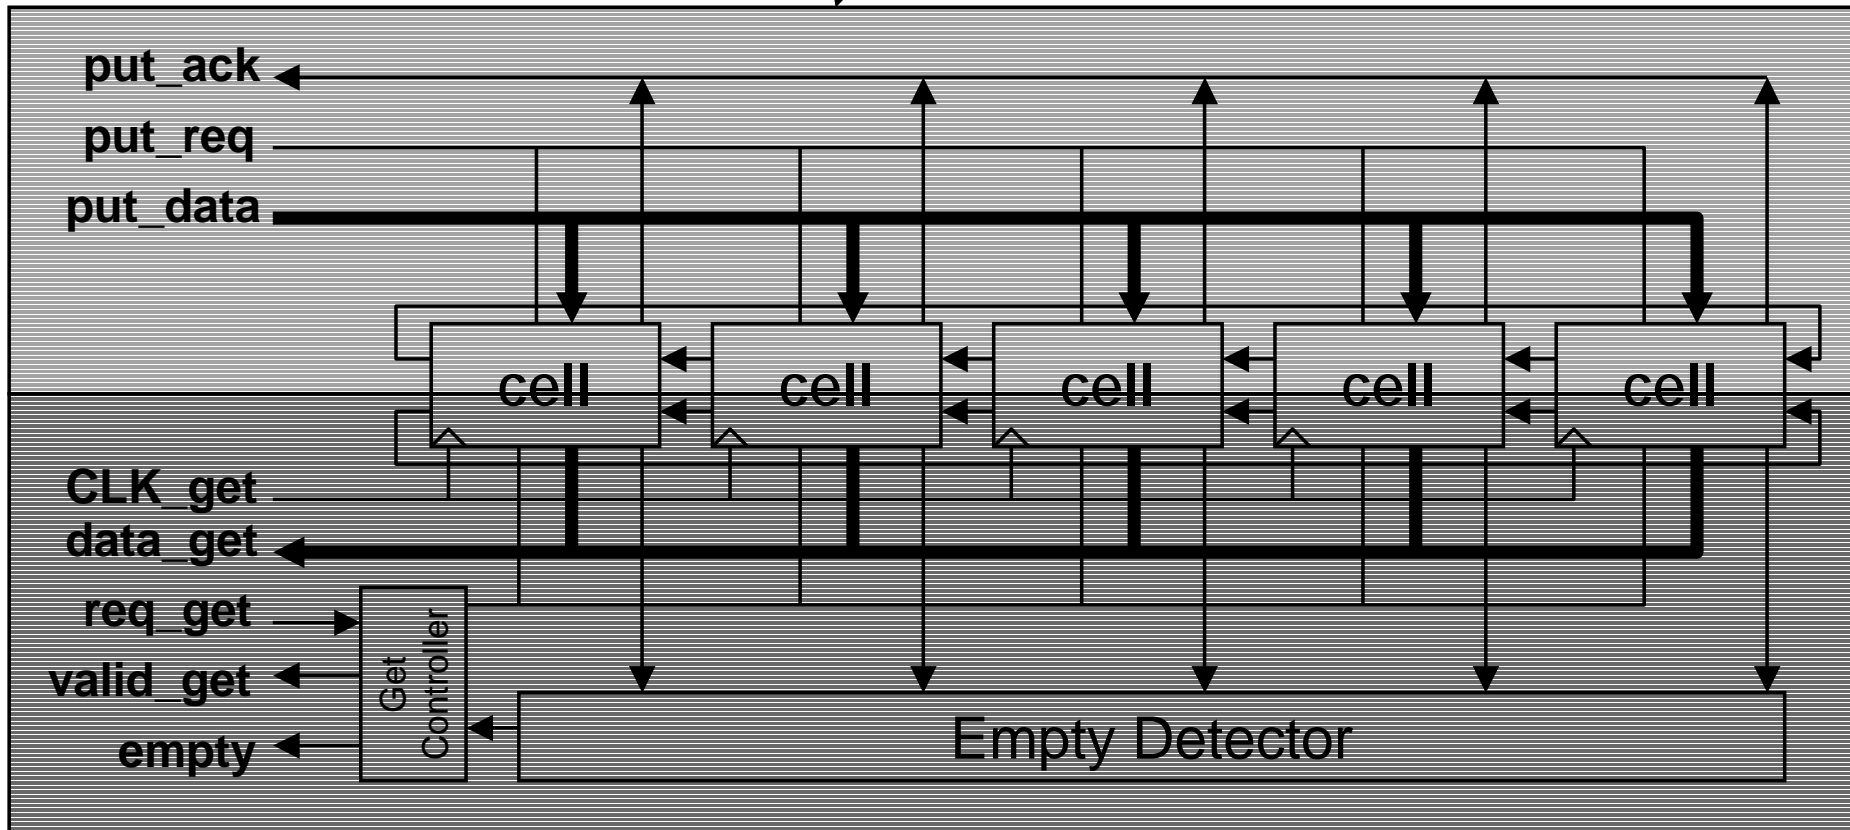 put_ack
put_req
put_data
cell cell cell cell cell
CLK_get
data_get
req_get
valid_get
empty
Get
Controller
Empty Detector